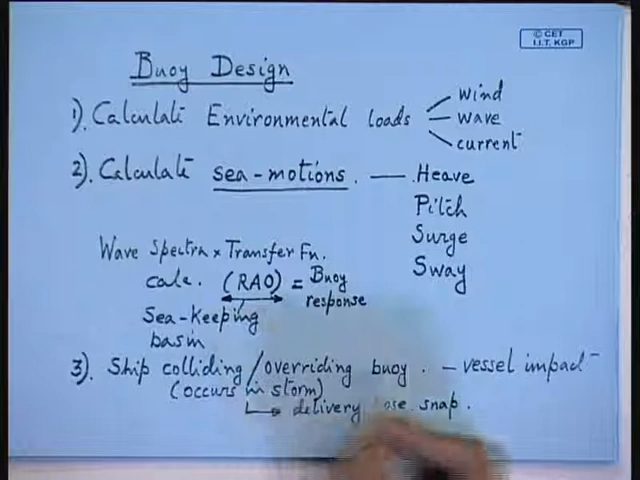 © CET
I.I.T. KGP
Buoy Design
1). Calculate Environmental loads
wind
wave
current
2). Calculate sea-motions. — Heave
Pitch
Surge
Sway
Wave Spectra x Transfer Fn.
calc. (RAO) = Buoy
response
Sea-keeping
basin
3). Ship colliding/overriding buoy. - vessel impact
(occurs in storm)
delivery snap.